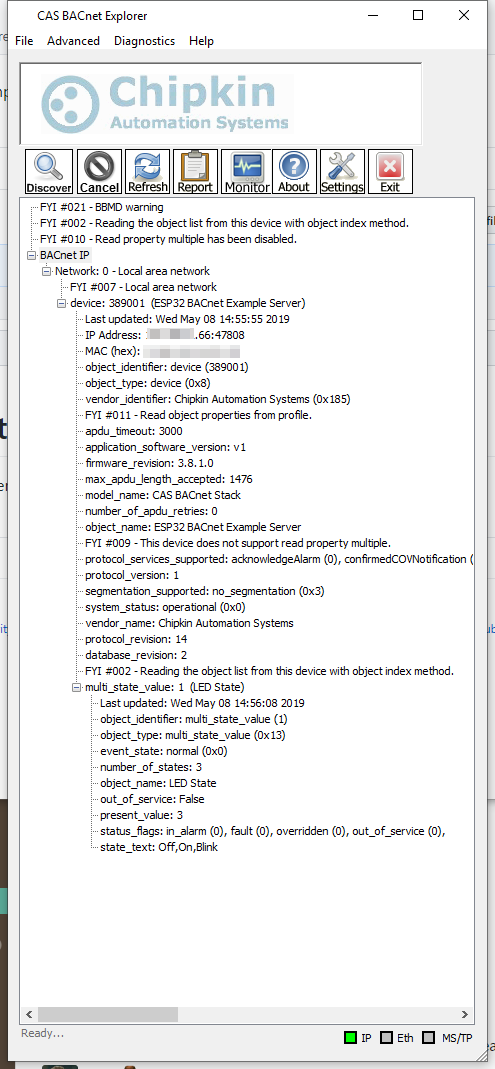 CAS BACnet Explorer
File Advanced Diagnostics Help
Chipkin
Automation Systems
Discover Cancel Refresh Report Monitor About Settings Exit
FYI #021 - BBMD warning
FYI #002 - Reading the object list from this device with object index method.
FYI #010 - Read property multiple has been disabled.
BACnet IP
Network: 0 - Local area network
FYI #007 - Local area network
device: 389001 (ESP32 BACnet Example Server)
Last updated: Wed May 08 14:55:55 2019
IP Address: .66:47808
MAC (hex):
object_identifier: device (389001)
object_type: device (0x8)
vendor_identifier: Chipkin Automation Systems (0x185)
FYI #011 - Read object properties from profile.
apdu_timeout: 3000
application_software_version: v1
firmware_revision: 3.8.1.0
max_apdu_length_accepted: 1476
model_name: CAS BACnet Stack
number_of_apdu_retries: 0
object_name: ESP32 BACnet Example Server
FYI #009 - This device does not support read property multiple.
protocol_services_supported: acknowledgeAlarm (0), confirmedCOVNotification (
protocol_version: 1
segmentation_supported: no_segmentation (0x3)
system_status: operational (0x0)
vendor_name: Chipkin Automation Systems
protocol_revision: 14
database_revision: 2
FYI #002 - Reading the object list from this device with object index method.
multi_state_value: 1 (LED State)
Last updated: Wed May 08 14:56:08 2019
object_identifier: multi_state_value (1)
object_type: multi_state_value (0x13)
event_state: normal (0x0)
number_of_states: 3
object_name: LED State
out_of_service: False
present_value: 3
status_flags: in_alarm (0), fault (0), overridden (0), out_of_service (0),
state_text: Off,On,Blink
Ready...
IP Eth MS/TP